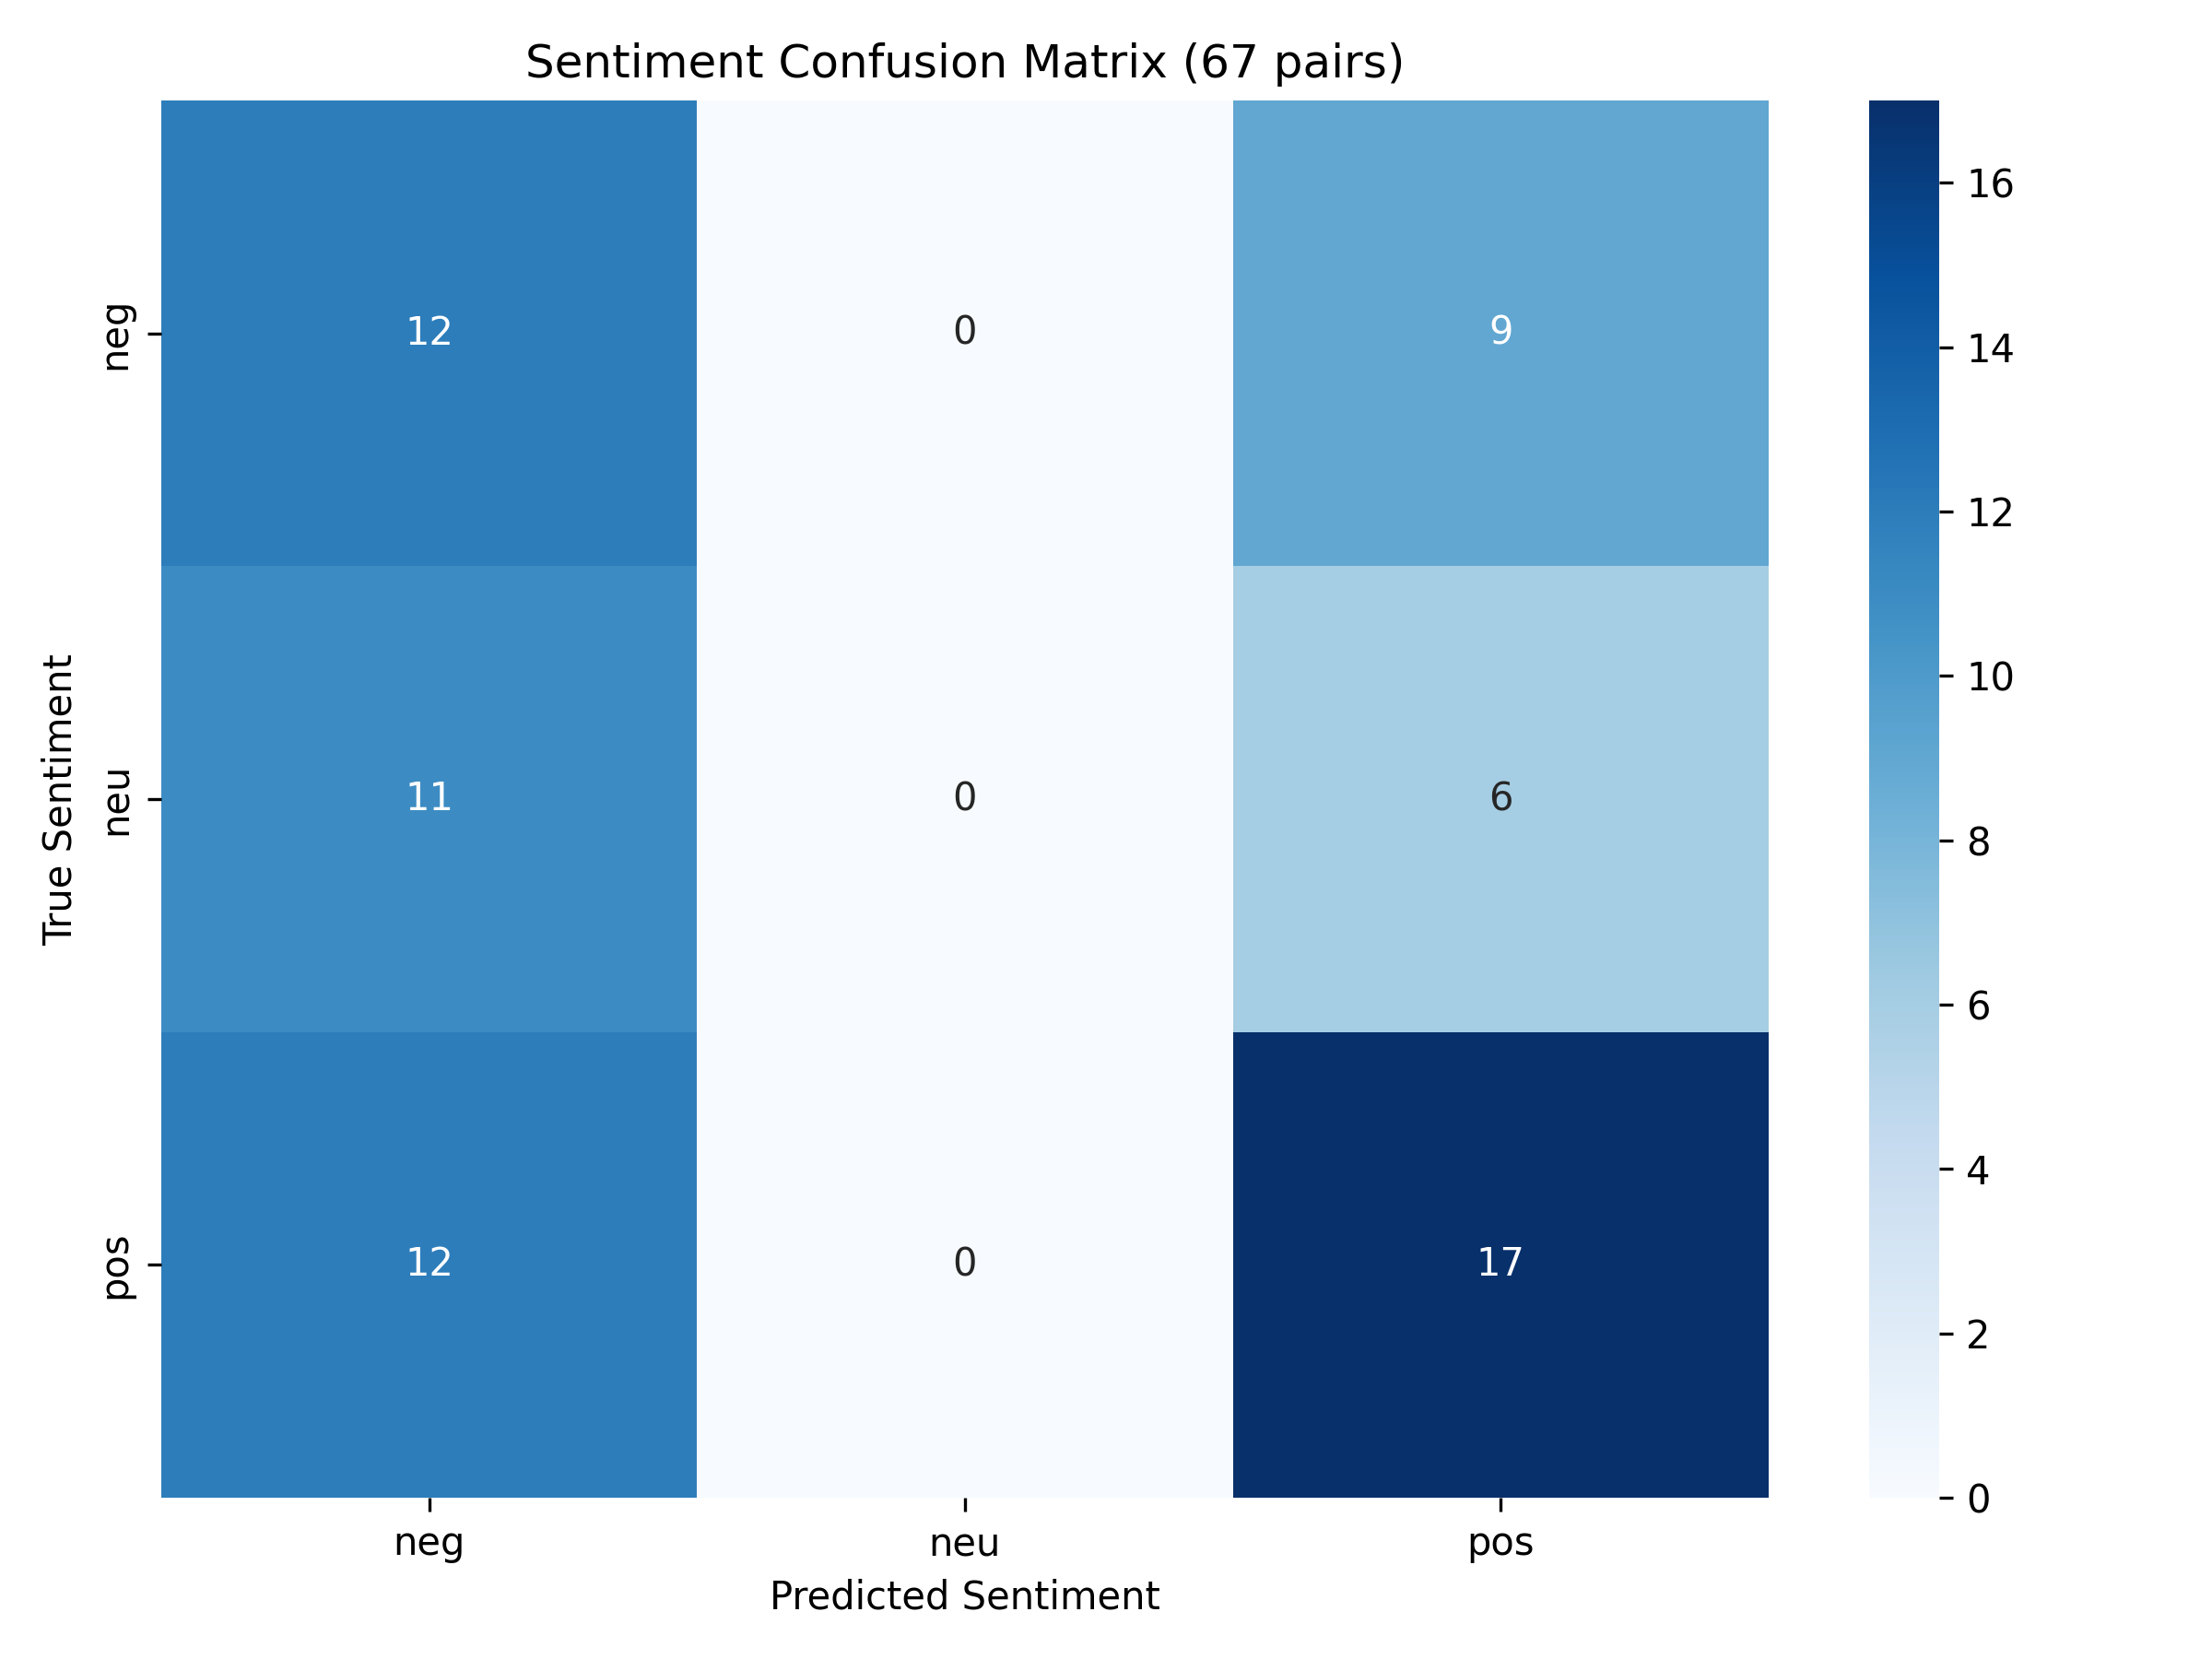 Sentiment Confusion Matrix (67 pairs)
True Sentiment
neg
neu
pos
12 0 9
11 0 6
12 0 17
neg neu pos
Predicted Sentiment
16
14
12
10
8
6
4
2
0